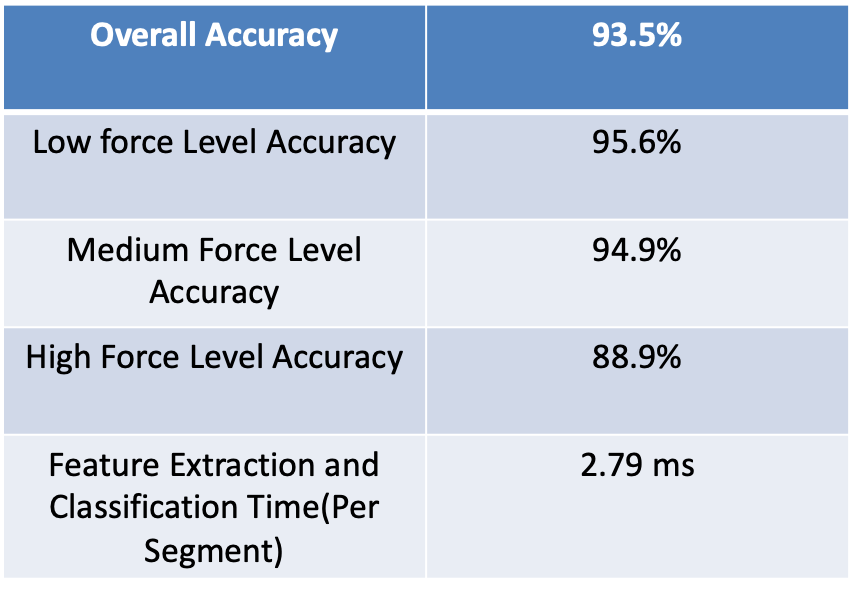 Overall Accuracy 93.5%
Low force Level Accuracy 95.6%
Medium Force Level 94.9%
Accuracy
High Force Level Accuracy 88.9%
Feature Extraction and 2.79 ms
Classification Time(Per
Segment)